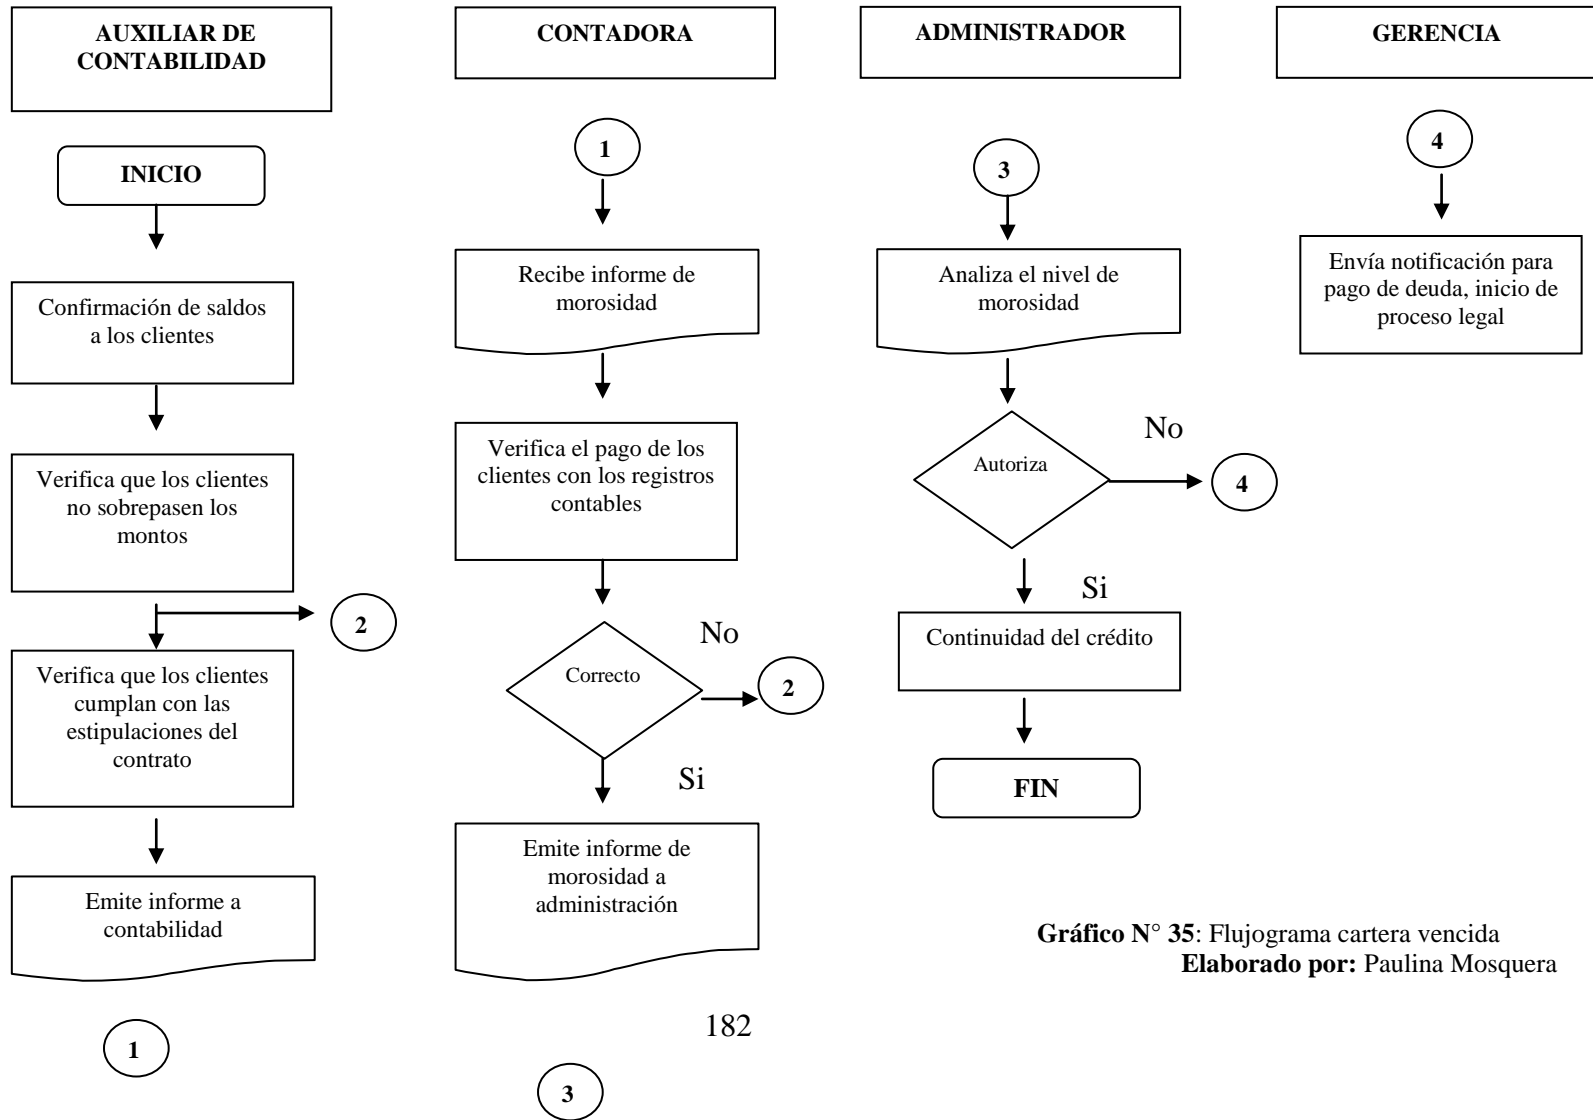 AUXILIAR DE
CONTABILIDAD
INICIO
Confirmación de saldos
a los clientes
Verifica que los clientes
no sobrepasen los
montos
2
Verifica que los clientes
cumplan con las
estipulaciones del
contrato
Emite informe a
contabilidad
1
CONTADORA
1
Recibe informe de
morosidad
Verifica el pago de los
clientes con los registros
contables
Correcto
No
2
Si
Emite informe de
morosidad a
administración
3
ADMINISTRADOR
3
Analiza el nivel de
morosidad
Autoriza
No
4
Si
Continuidad del crédito
FIN
GERENCIA
4
Envía notificación para
pago de deuda, inicio de
proceso legal
Gráfico N° 35: Flujograma cartera vencida
Elaborado por: Paulina Mosquera
182